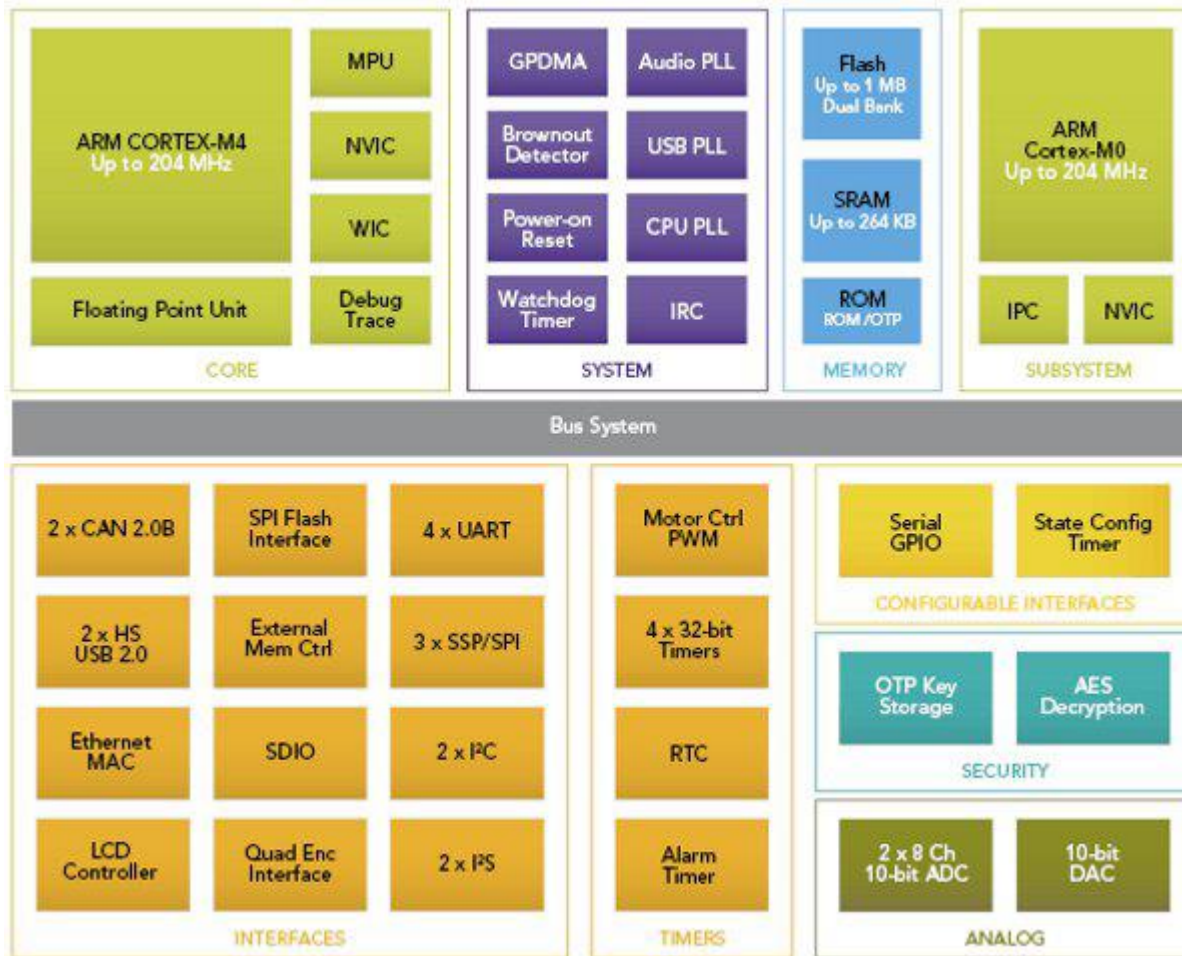 ARM CORTEX-M4
Up to 204 MHz
MPU
NVIC
WIC
Floating Point Unit
Debug
Trace
CORE
GPDMA
Audio PLL
Brownout
Detector
USB PLL
Power-on
Reset
CPU PLL
Watchdog
Timer
IRC
SYSTEM
Flash
Up to 1 MB
Dual Bank
SRAM
Up to 264 KB
ROM
ROM /OTP
MEMORY
ARM
Cortex-M0
Up to 204 MHz
IPC
NVIC
SUBSYSTEM
Bus System
2 x CAN 2.0B
SPI Flash
Interface
4 x UART
2 x HS
USB 2.0
External
Mem Ctrl
3 x SSP/SPI
Ethernet
MAC
SDIO
2 x I²C
LCD
Controller
Quad Enc
Interface
2 x I²S
INTERFACES
Motor Ctrl
PWM
4 x 32-bit
Timers
RTC
Alarm
Timer
TIMERS
Serial
GPIO
State Config
Timer
CONFIGURABLE INTERFACES
OTP Key
Storage
AES
Decryption
SECURITY
2 x 8 Ch
10-bit ADC
10-bit
DAC
ANALOG